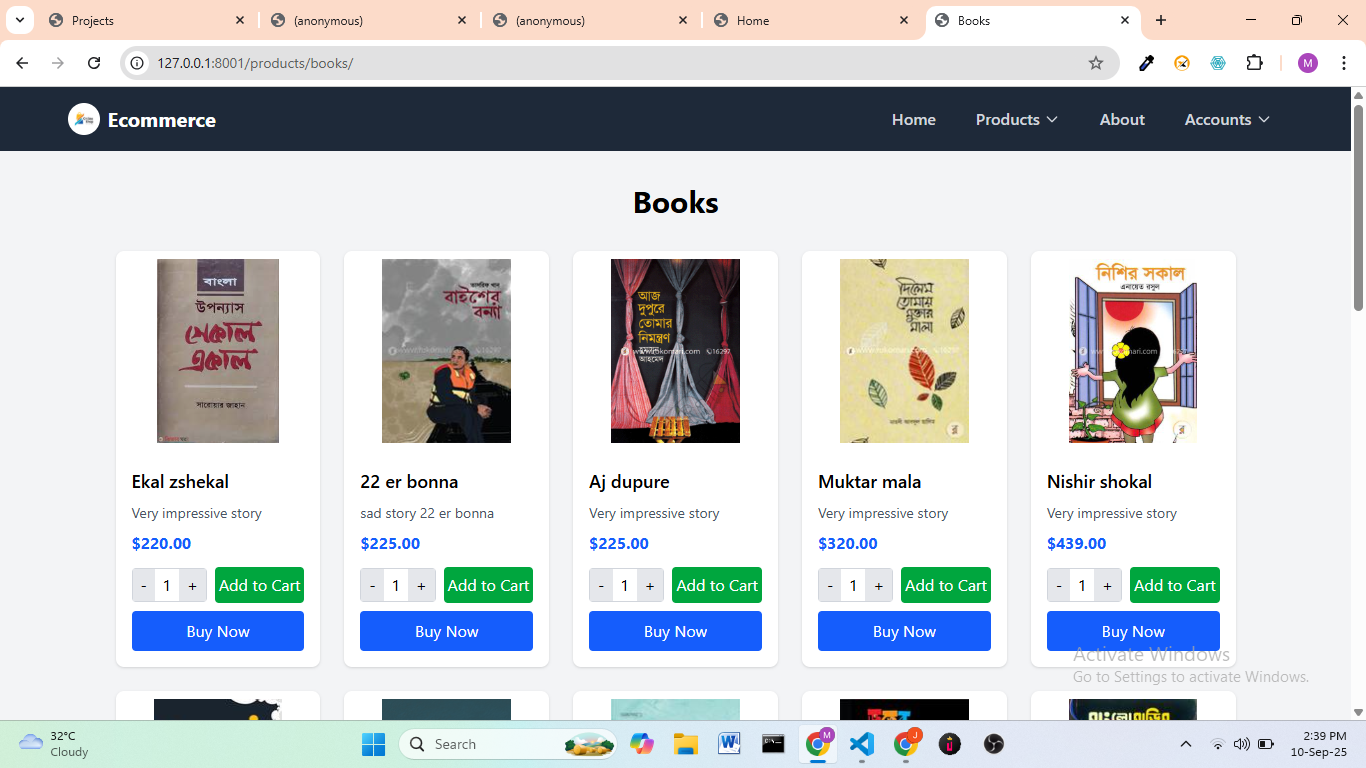 Projects
(anonymous)
(anonymous)
Home
Books
127.0.0.1:8001/products/books/
M
Ecommerce
Home
Products
About
Accounts
Books
বাংলা
উপন্যাস
সেকাল
একাল
সারোয়ার জাহান
Ekal zshekal
Very impressive story
$220.00
- 1 +
Add to Cart
Buy Now
বাইশের
বন্যা
22 er bonna
sad story 22 er bonna
$225.00
- 1 +
Add to Cart
Buy Now
আজ
দুপুরে
তোমার
নিমন্ত্রণ
হুমায়ূন
আহমেদ
16297
Aj dupure
Very impressive story
$225.00
- 1 +
Add to Cart
Buy Now
দিলেম
তোমায়
মুক্তার
মালা
16297
Muktar mala
Very impressive story
$320.00
- 1 +
Add to Cart
Buy Now
নিশির সকাল
এনায়েত রসুল
Nishir shokal
Very impressive story
$439.00
- 1 +
Add to Cart
Buy Now
Activate Windows
Go to Settings to activate Windows.
32°C
Cloudy
Search
2:39 PM
10-Sep-25